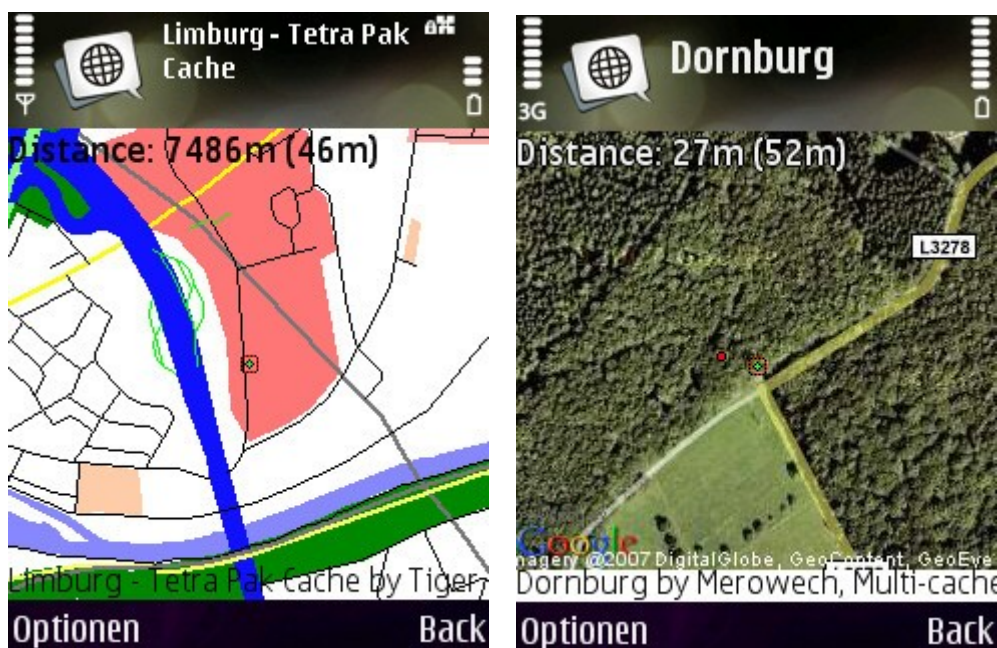 Limburg - Tetra Pak
Cache
Distance: 7486m (46m)
Limburg - Tetra Pak Cache by Tiger
Optionen
Back
Dornburg
3G
Distance: 27m (52m)
L3278
Google
magery ©2007 DigitalGlobe, GeoContent, GeoEye
Dornburg by Merowech, Multi-cache
Optionen
Back